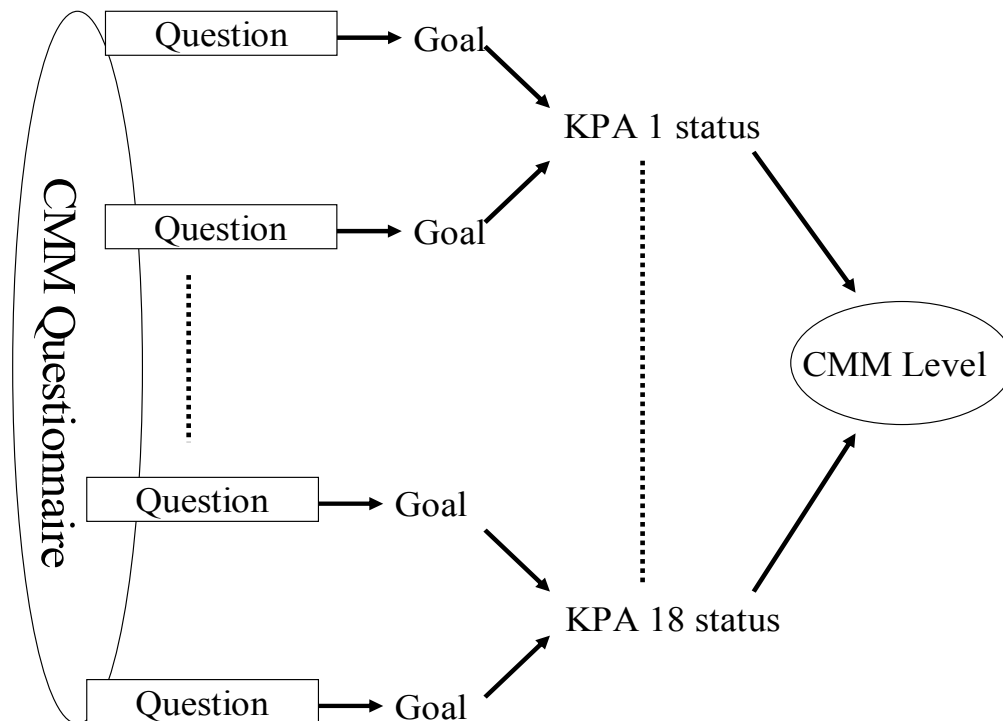 Question
Goal
KPA 1 status
Question
Goal
CMM Questionnaire
CMM Level
Question
Goal
KPA 18 status
Question
Goal